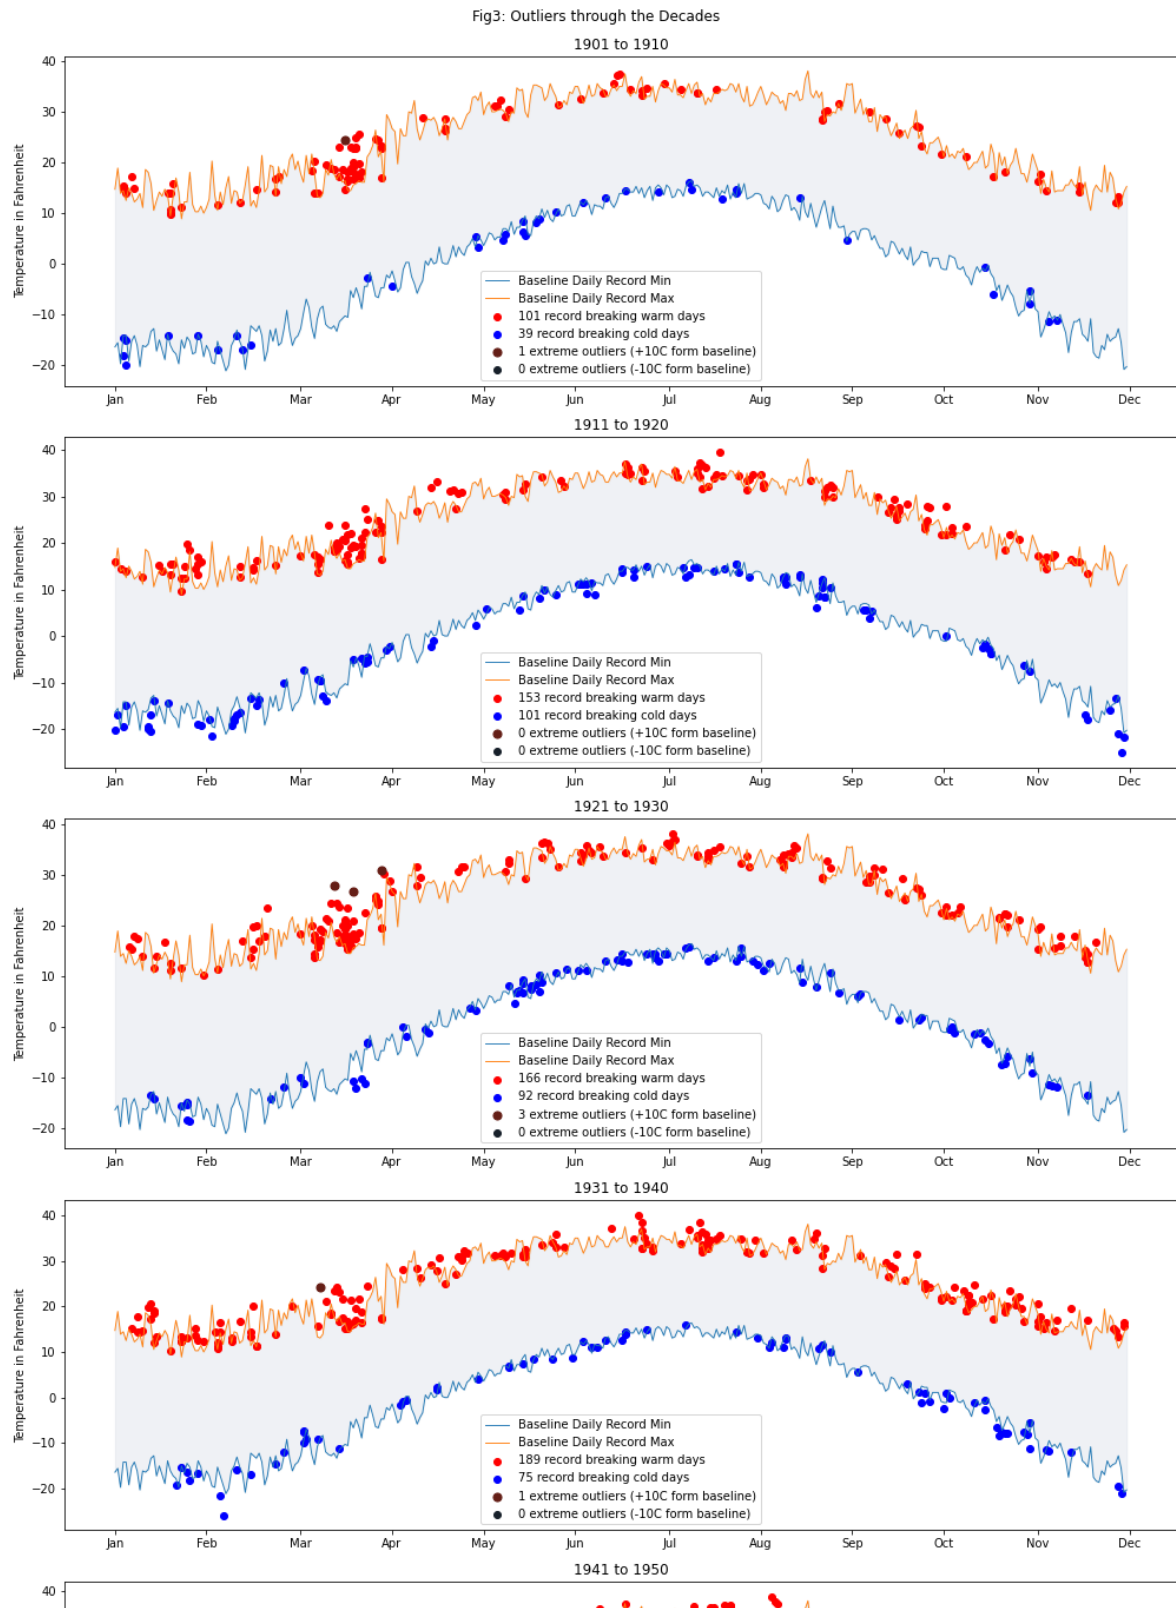 Fig3: Outliers through the Decades
1901 to 1910
40
30
20
10
0
−10
−20
Temperature in Fahrenheit
Baseline Daily Record Min
Baseline Daily Record Max
101 record breaking warm days
39 record breaking cold days
1 extreme outliers (+10C form baseline)
0 extreme outliers (-10C form baseline)
Jan Feb Mar Apr May Jun Jul Aug Sep Oct Nov Dec
1911 to 1920
40
30
20
10
0
−10
−20
Temperature in Fahrenheit
Baseline Daily Record Min
Baseline Daily Record Max
153 record breaking warm days
101 record breaking cold days
0 extreme outliers (+10C form baseline)
0 extreme outliers (-10C form baseline)
Jan Feb Mar Apr May Jun Jul Aug Sep Oct Nov Dec
1921 to 1930
40
30
20
10
0
−10
−20
Temperature in Fahrenheit
Baseline Daily Record Min
Baseline Daily Record Max
166 record breaking warm days
92 record breaking cold days
3 extreme outliers (+10C form baseline)
0 extreme outliers (-10C form baseline)
Jan Feb Mar Apr May Jun Jul Aug Sep Oct Nov Dec
1931 to 1940
40
30
20
10
0
−10
−20
Temperature in Fahrenheit
Baseline Daily Record Min
Baseline Daily Record Max
189 record breaking warm days
75 record breaking cold days
1 extreme outliers (+10C form baseline)
0 extreme outliers (-10C form baseline)
Jan Feb Mar Apr May Jun Jul Aug Sep Oct Nov Dec
1941 to 1950
40